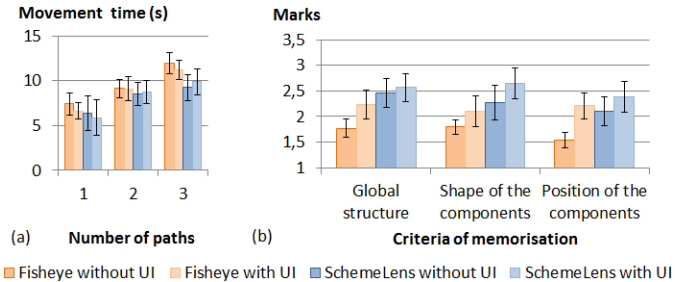 Movement time (s)
15
10
5
0
1 2 3
(a) Number of paths
Marks
3,5
3
2,5
2
1,5
1
Global structure
Shape of the components
Position of the components
(b) Criteria of memorisation
Fisheye without UI Fisheye with UI SchemeLens without UI SchemeLens with UI